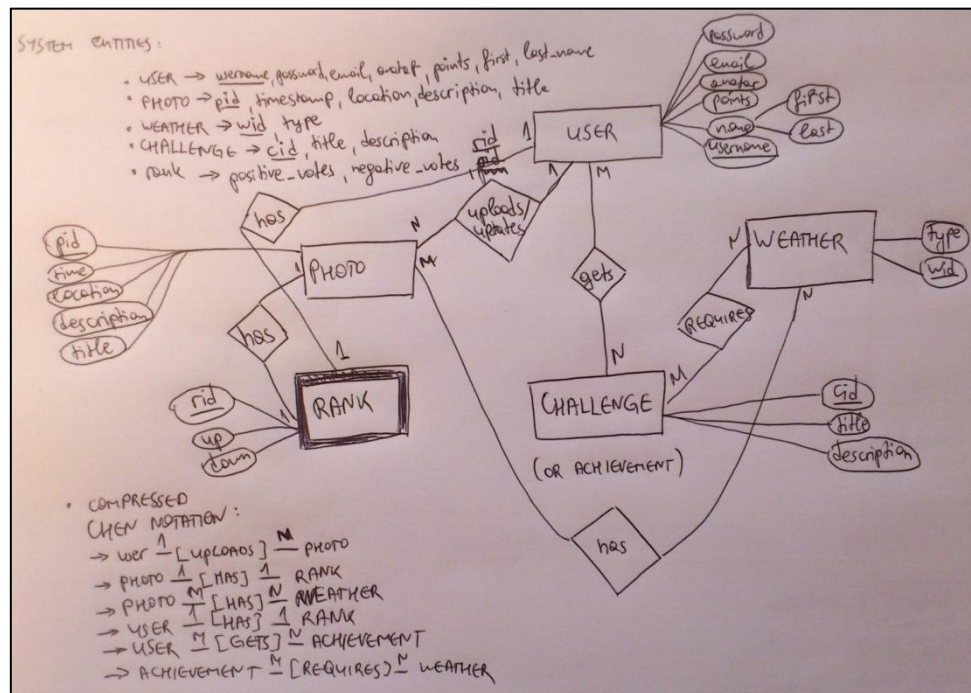 SYSTEM ENTITIES:
• USER → username, password, email, avatar, points, first, last_name
• PHOTO → pid, timestamp, location, description, title
• WEATHER → wid, type
• CHALLENGE → cid, title, description
• rank → positive_votes, negative_votes, rid
password
email
avatar
points
name
first
last
username
USER
1
1
M
has
uploads/
updates
N
M
gets
N
pid
time
location
description
title
PHOTO
1
has
1
1
RANK
rid
up
down
WEATHER
N
N
type
wid
REQUIRES
M
CHALLENGE
(OR ACHIEVEMENT)
cid
title
description
has
• COMPRESSED
CHEN NOTATION:
→ user 1 [UPLOADS] M PHOTO
→ PHOTO 1 [HAS] 1 RANK
→ PHOTO M [HAS] N WEATHER
→ USER 1 [HAS] 1 RANK
→ USER M [GETS] N ACHIEVEMENT
→ ACHIEVEMENT M [REQUIRES] N WEATHER